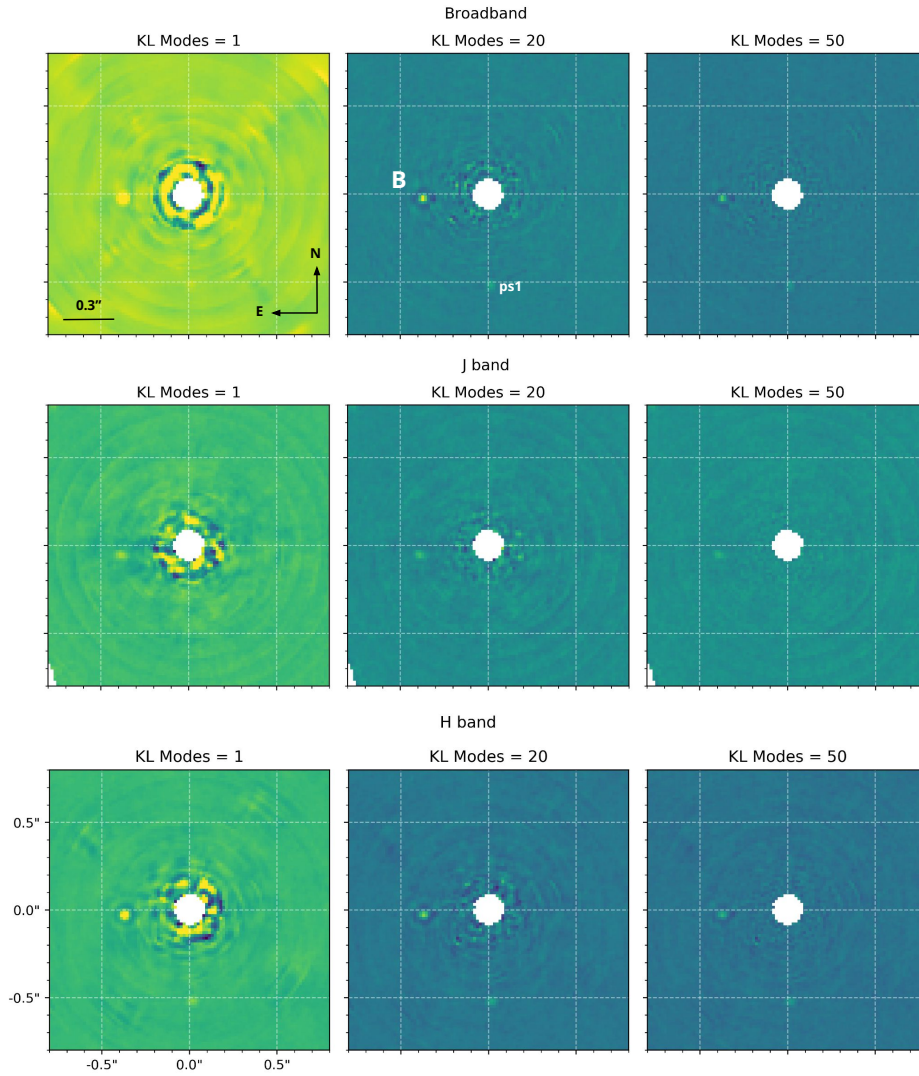 Broadband
KL Modes = 1
KL Modes = 20
KL Modes = 50
B
N
E
0.3”
ps1
J band
KL Modes = 1
KL Modes = 20
KL Modes = 50
H band
KL Modes = 1
KL Modes = 20
KL Modes = 50
0.5"
0.0"
-0.5"
-0.5" 0.0" 0.5"